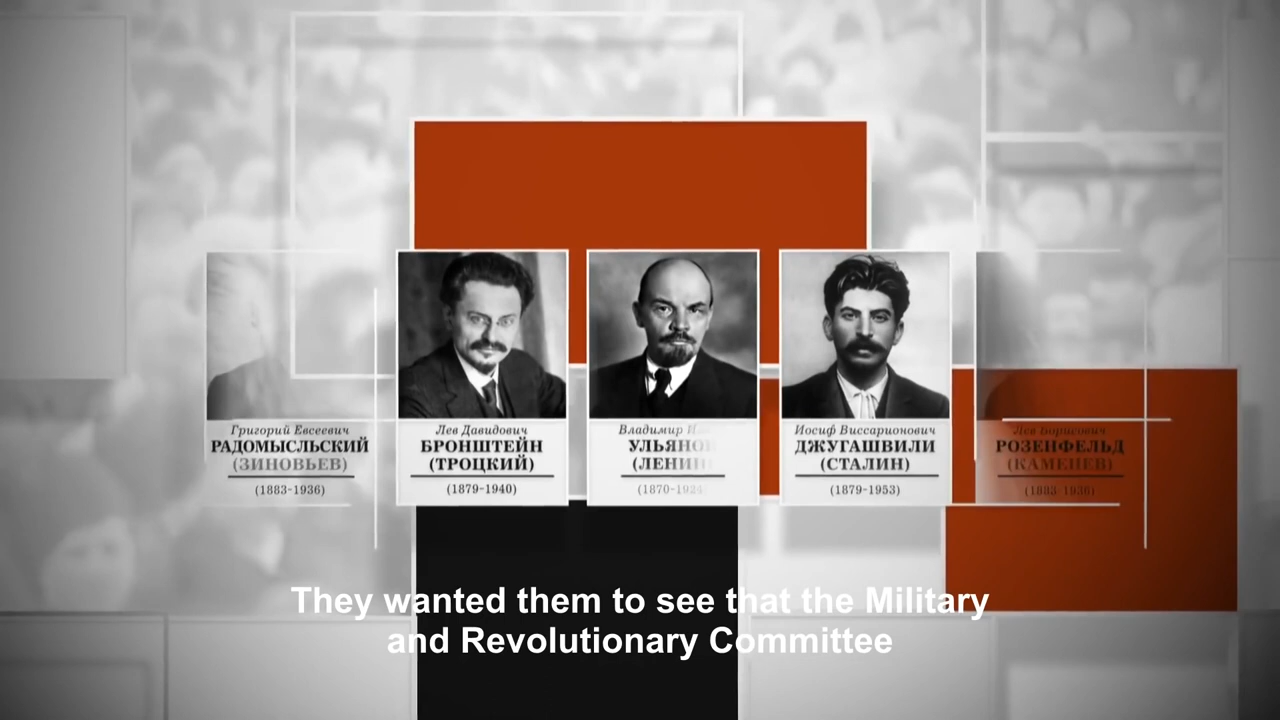 Григорий Евсеевич
РАДОМЫСЛЬСКИЙ
(ЗИНОВЬЕВ)
(1883-1936)
Лев Давидович
БРОНШТЕЙН
(ТРОЦКИЙ)
(1879-1940)
Владимир
УЛЬЯНОВ
(ЛЕНИН)
(1870-1924)
Иосиф Виссарионович
ДЖУГАШВИЛИ
(СТАЛИН)
(1879-1953)
Лев Борисович
РОЗЕНФЕЛЬД
(КАМЕНЕВ)
(1883-1936)
They wanted them to see that the Military
and Revolutionary Committee